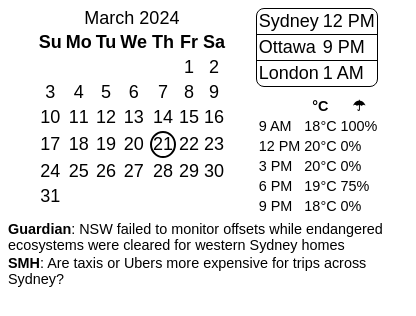 March 2024
Su Mo Tu We Th Fr Sa
1 2
3 4 5 6 7 8 9
10 11 12 13 14 15 16
17 18 19 20 21 22 23
24 25 26 27 28 29 30
31
Sydney 12 PM
Ottawa 9 PM
London 1 AM
°C ☂
9 AM 18°C 100%
12 PM 20°C 0%
3 PM 20°C 0%
6 PM 19°C 75%
9 PM 18°C 0%
Guardian: NSW failed to monitor offsets while endangered
ecosystems were cleared for western Sydney homes
SMH: Are taxis or Ubers more expensive for trips across
Sydney?